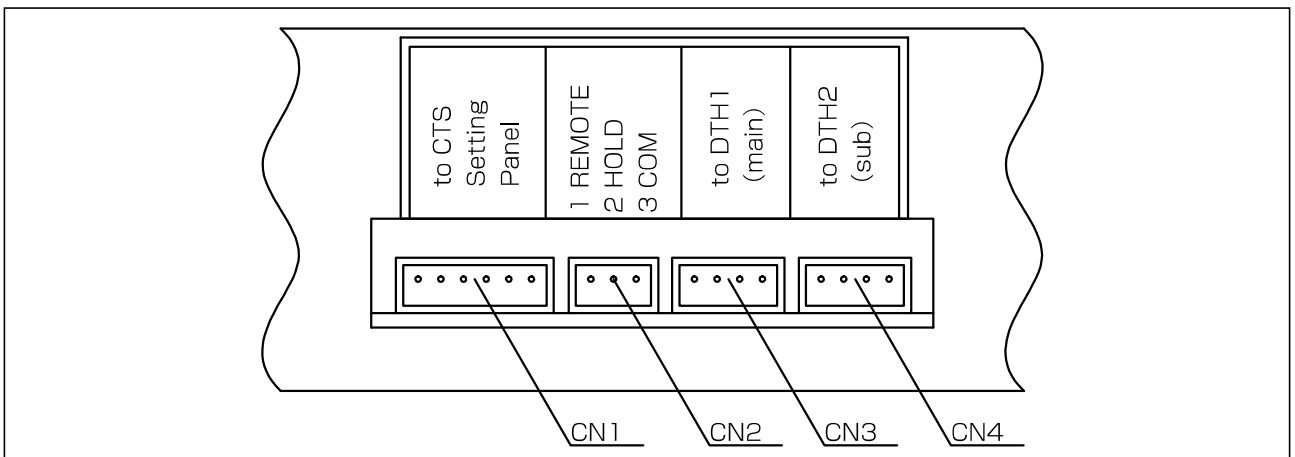 to CTS
Setting
Panel
1 REMOTE
2 HOLD
3 COM
to DTH1
(main)
to DTH2
(sub)
CN1
CN2
CN3
CN4